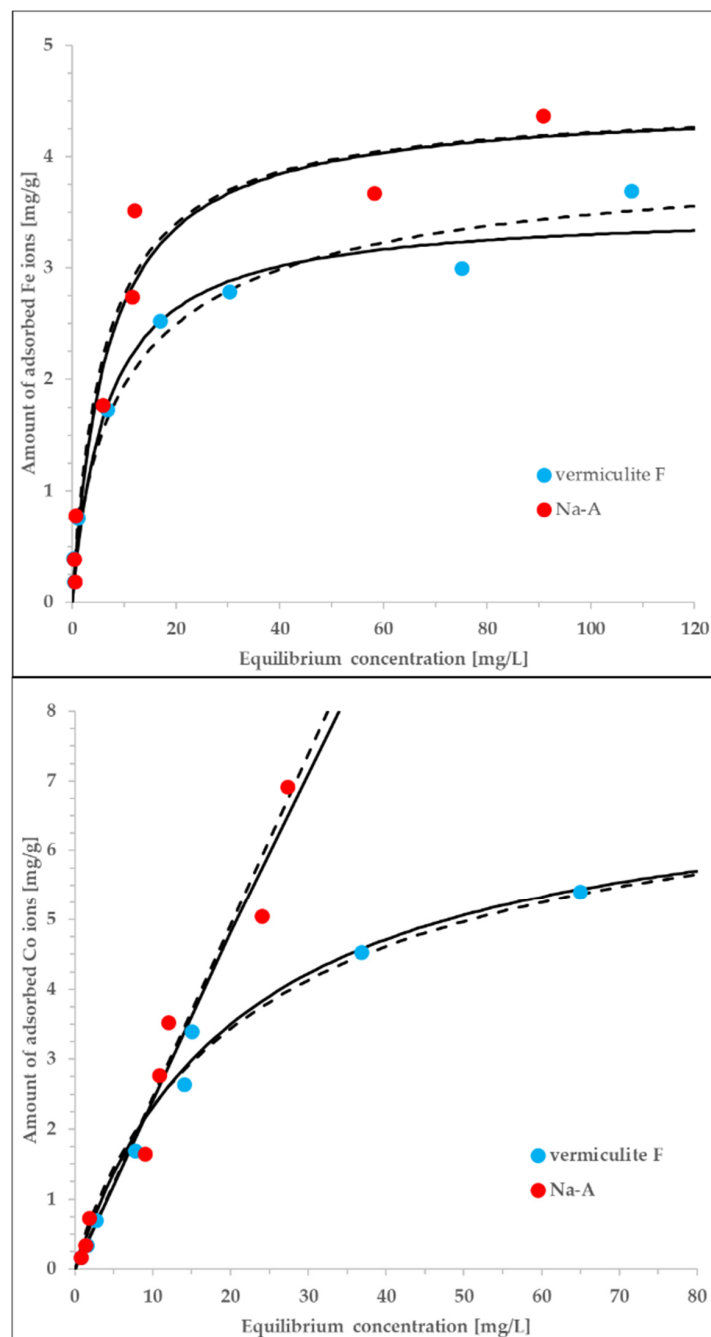 5
4
3
2
1
0
Amount of adsorbed Fe ions [mg/g]
vermiculite F
Na-A
0 20 40 60 80 100 120
Equilibrium concentration [mg/L]
8
7
6
5
4
3
2
1
0
Amount of adsorbed Co ions [mg/g]
vermiculite F
Na-A
0 10 20 30 40 50 60 70 80
Equilibrium concentration [mg/L]